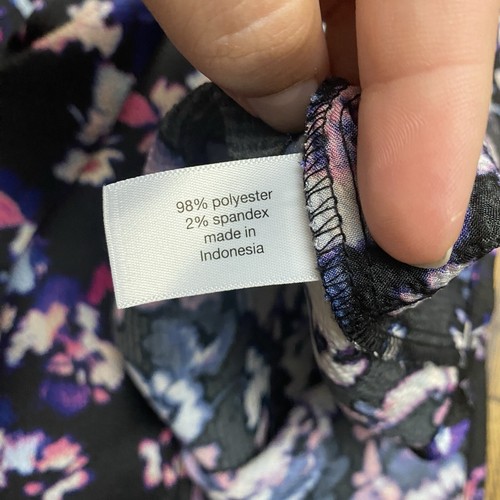 98% polyester
2% spandex
made in
Indonesia